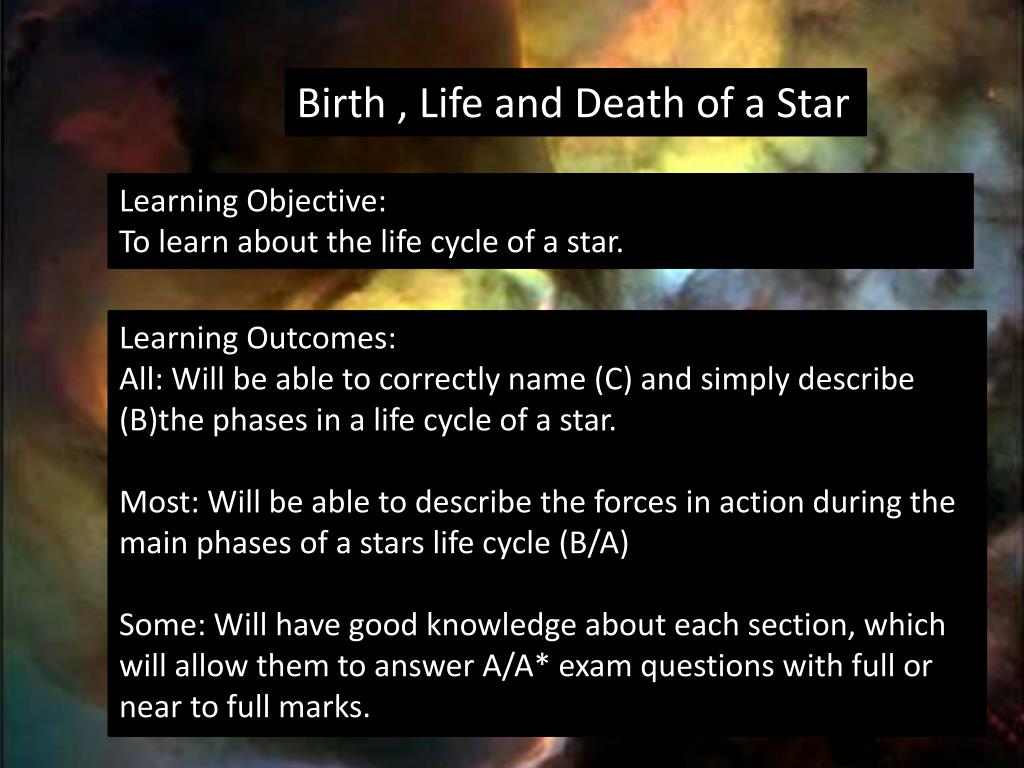 Birth , Life and Death of a Star
Learning Objective:
To learn about the life cycle of a star.
Learning Outcomes:
All: Will be able to correctly name (C) and simply describe
(B)the phases in a life cycle of a star.
Most: Will be able to describe the forces in action during the
main phases of a stars life cycle (B/A)
Some: Will have good knowledge about each section, which
will allow them to answer A/A* exam questions with full or
near to full marks.